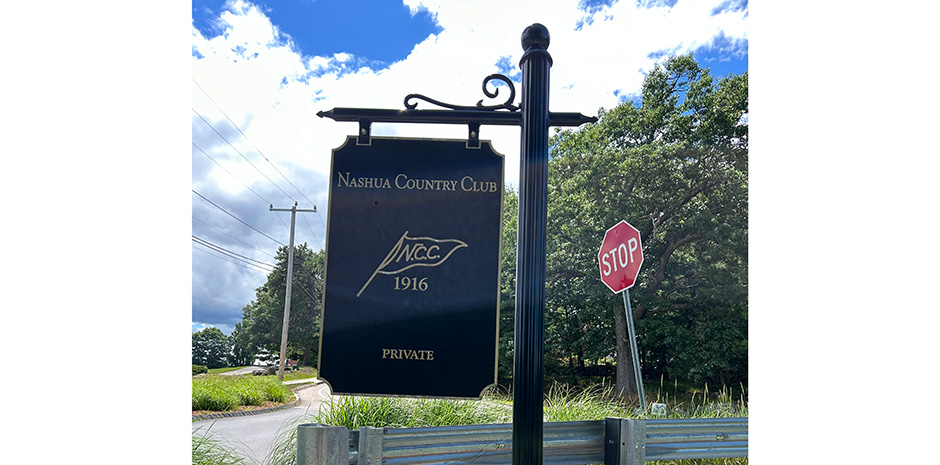 Nashua Country Club
N.C.C.
1916
PRIVATE
STOP